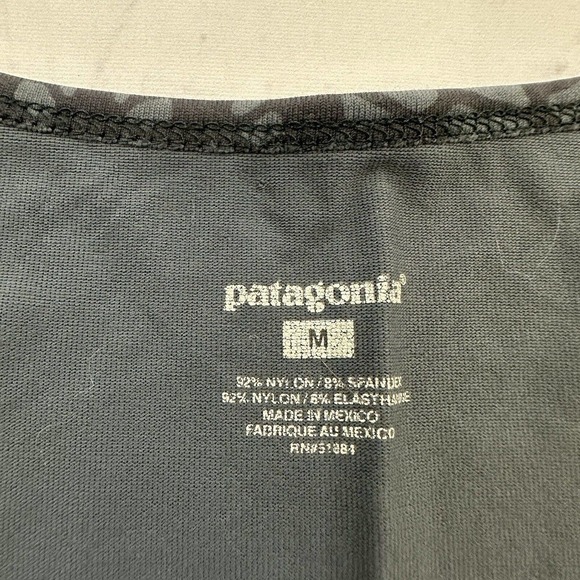 patagonia®
M
92% NYLON / 8% SPANDEX
92% NYLON / 8% ELASTHANNE
MADE IN MEXICO
FABRIQUE AU MEXICO
RN#51884